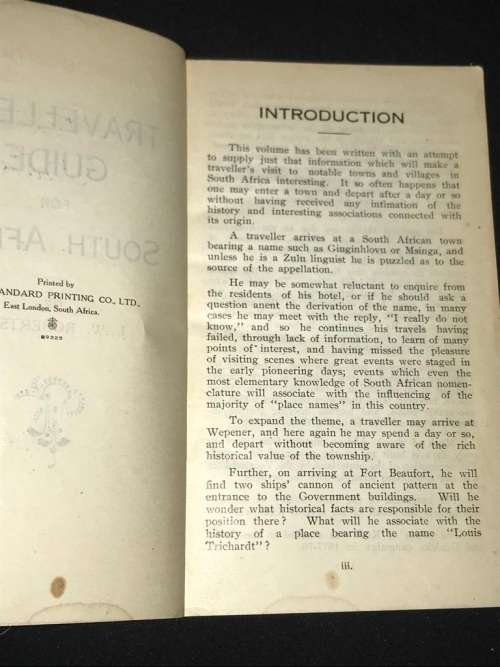 Printed by
ANDARD PRINTING CO., LTD.,
East London, South Africa.
INTRODUCTION
This volume has been written with an attempt
to supply just that information which will make a
traveller's visit to notable towns and villages in
South Africa interesting. It so often happens that
one may enter a town and depart after a day or so
without having received any intimation of the
history and interesting associations connected with
its origin.
A traveller arrives at a South African town
bearing a name such as Ginginhlovu or Msinga, and
unless he is a Zulu linguist he is puzzled as to the
source of the appellation.
He may be somewhat reluctant to enquire from
the residents of his hotel, or if he should ask a
question anent the derivation of the name, in many
cases he may meet with the reply, "I really do not
know," and so he continues his travels having
failed, through lack of information, to learn of many
points of interest, and having missed the pleasure
of visiting scenes where great events were staged in
the early pioneering days; events which even the
most elementary knowledge of South African nomen-
clature will associate with the influencing of the
majority of "place names" in this country.
To expand the theme, a traveller may arrive at
Wepener, and here again he may spend a day or so,
and depart without becoming aware of the rich
historical value of the township.
Further, on arriving at Fort Beaufort, he will
find two ships' cannon of ancient pattern at the
entrance to the Government buildings. Will he
wonder what historical facts are responsible for their
position there? What will he associate with the
history of a place bearing the name "Louis
Trichardt"?
iii.